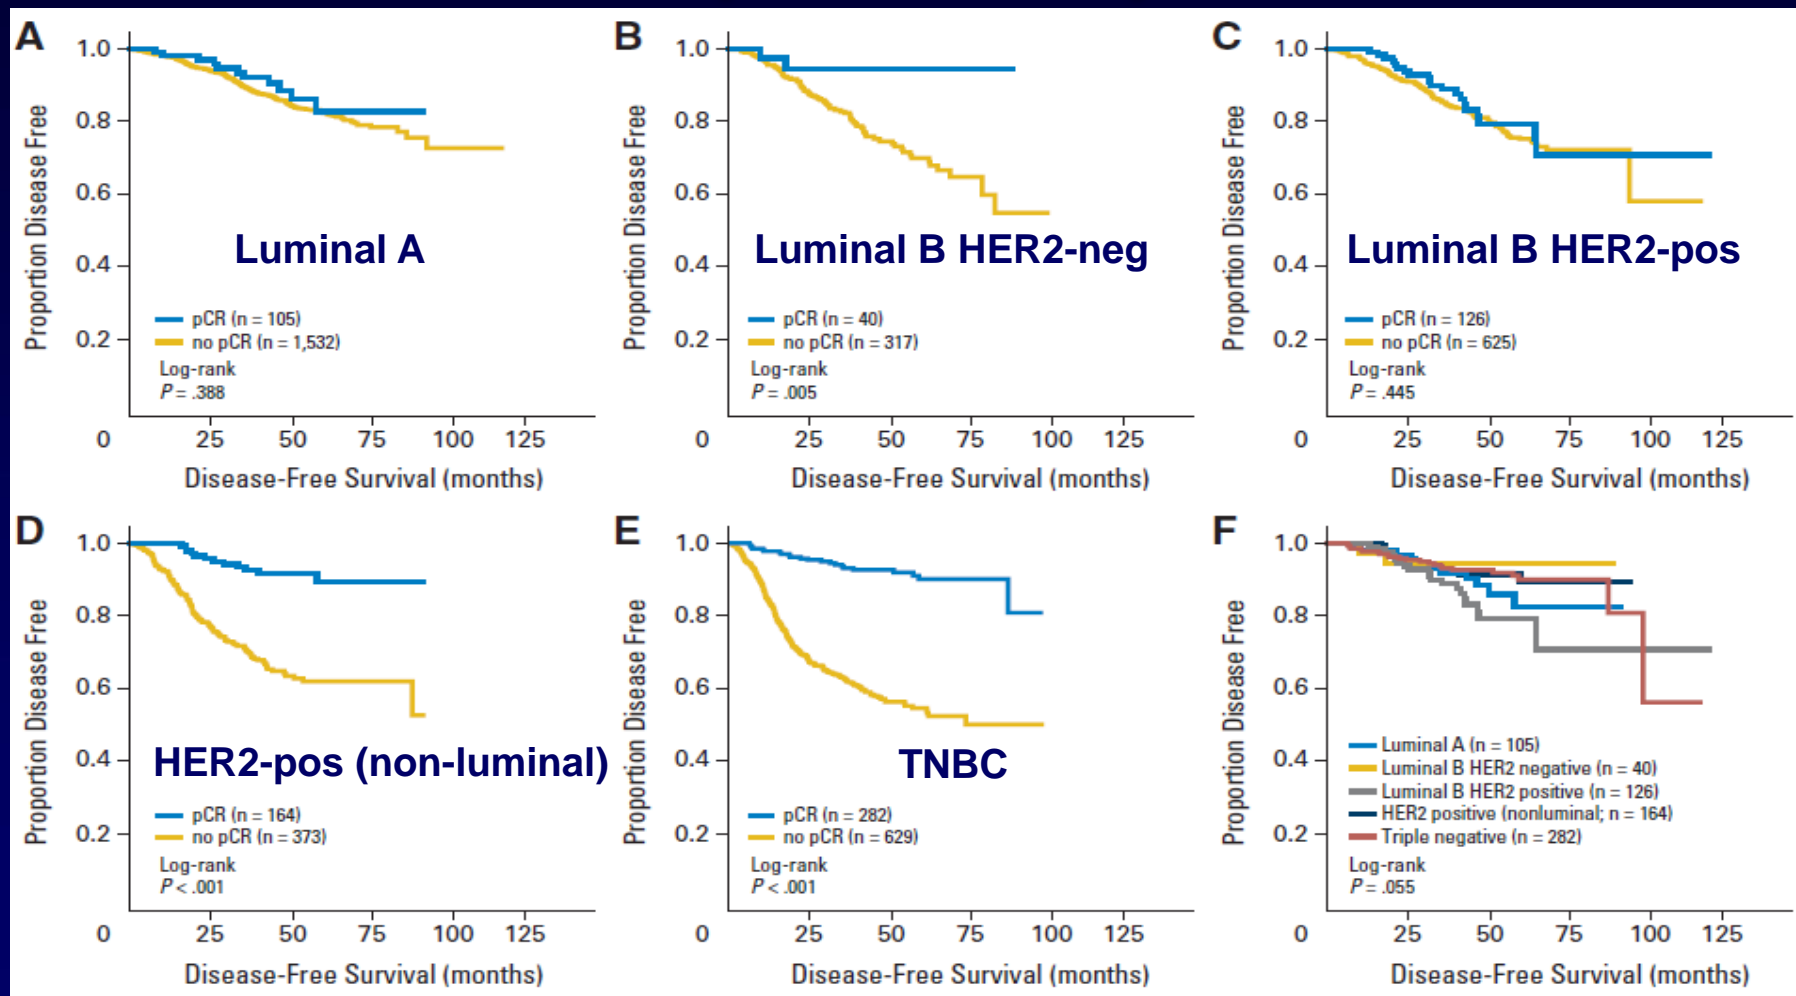 A
Proportion Disease Free
1.0
0.8
0.6
0.4
0.2
0
Luminal A
pCR (n = 105)
no pCR (n = 1,532)
Log-rank
P = .388
25 50 75 100 125
Disease-Free Survival (months)
B
Proportion Disease Free
1.0
0.8
0.6
0.4
0.2
0
Luminal B HER2-neg
pCR (n = 40)
no pCR (n = 317)
Log-rank
P = .005
25 50 75 100 125
Disease-Free Survival (months)
C
Proportion Disease Free
1.0
0.8
0.6
0.4
0.2
0
Luminal B HER2-pos
pCR (n = 126)
no pCR (n = 625)
Log-rank
P = .445
25 50 75 100 125
Disease-Free Survival (months)
D
Proportion Disease Free
1.0
0.8
0.6
0.4
0.2
0
HER2-pos (non-luminal)
pCR (n = 164)
no pCR (n = 373)
Log-rank
P < .001
25 50 75 100 125
Disease-Free Survival (months)
E
Proportion Disease Free
1.0
0.8
0.6
0.4
0.2
0
TNBC
pCR (n = 282)
no pCR (n = 629)
Log-rank
P < .001
25 50 75 100 125
Disease-Free Survival (months)
F
Proportion Disease Free
1.0
0.8
0.6
0.4
0.2
0
Luminal A (n = 105)
Luminal B HER2 negative (n = 40)
Luminal B HER2 positive (n = 126)
HER2 positive (nonluminal; n = 164)
Triple negative (n = 282)
Log-rank
P = .055
25 50 75 100 125
Disease-Free Survival (months)